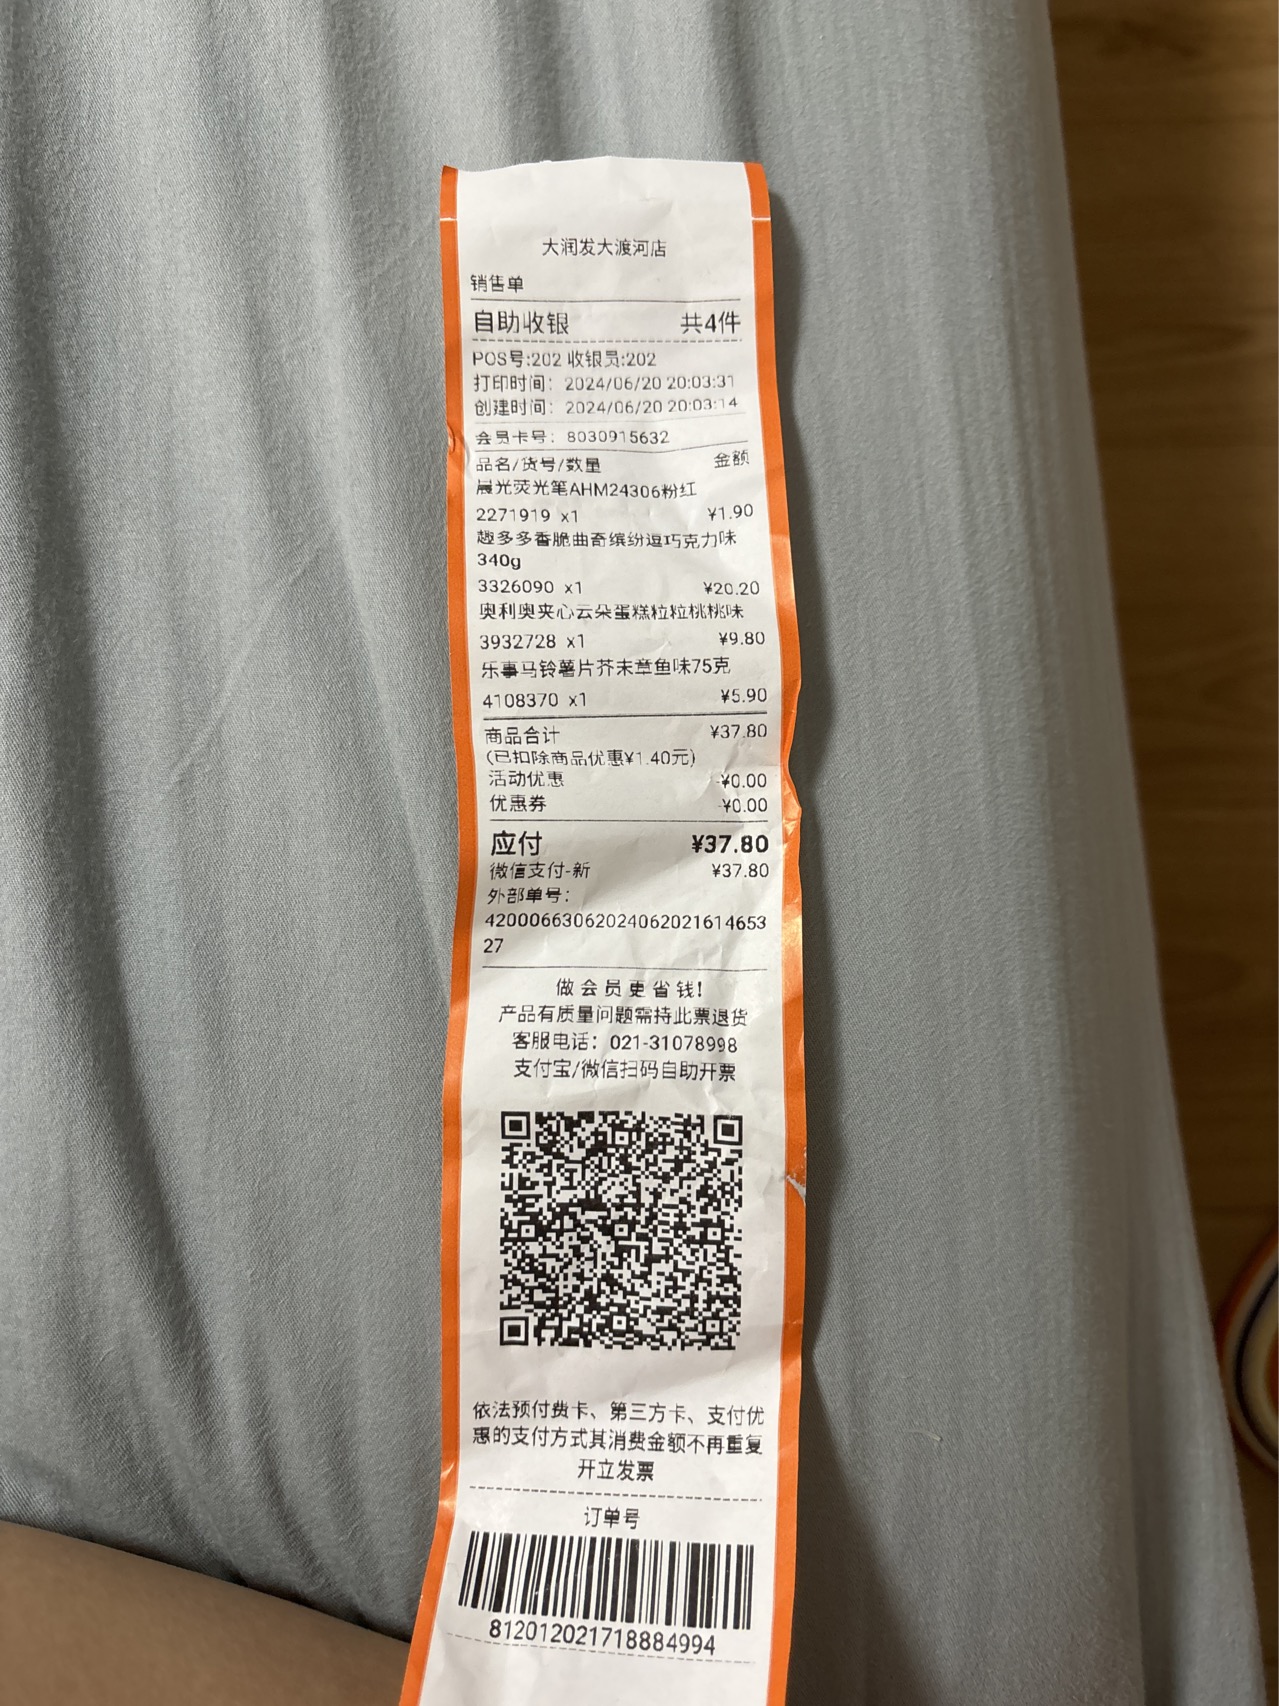 大润发大渡河店
销售单
自助收银 共4件
POS号:202 收银员:202
打印时间：2024/06/20 20:03:31
创建时间：2024/06/20 20:03:14
会员卡号：8030915632
品名/货号/数量 金额
晨光荧光笔AHM24306粉红
2271919 x1 ¥1.90
趣多多香脆曲奇缤纷逗巧克力味
340g
3326090 x1 ¥20.20
奥利奥夹心云朵蛋糕粒粒桃桃味
3932728 x1 ¥9.80
乐事马铃薯片芥末章鱼味75克
4108370 x1 ¥5.90
商品合计 ¥37.80
(已扣除商品优惠¥1.40元)
活动优惠 -¥0.00
优惠券 -¥0.00
应付 ¥37.80
微信支付-新 ¥37.80
外部单号：
42000663062024062021614653
27
做会员更省钱!
产品有质量问题需持此票退货
客服电话：021-31078998
支付宝/微信扫码自助开票
依法预付费卡、第三方卡、支付优
惠的支付方式其消费金额不再重复
开立发票
订单号
812012021718884994